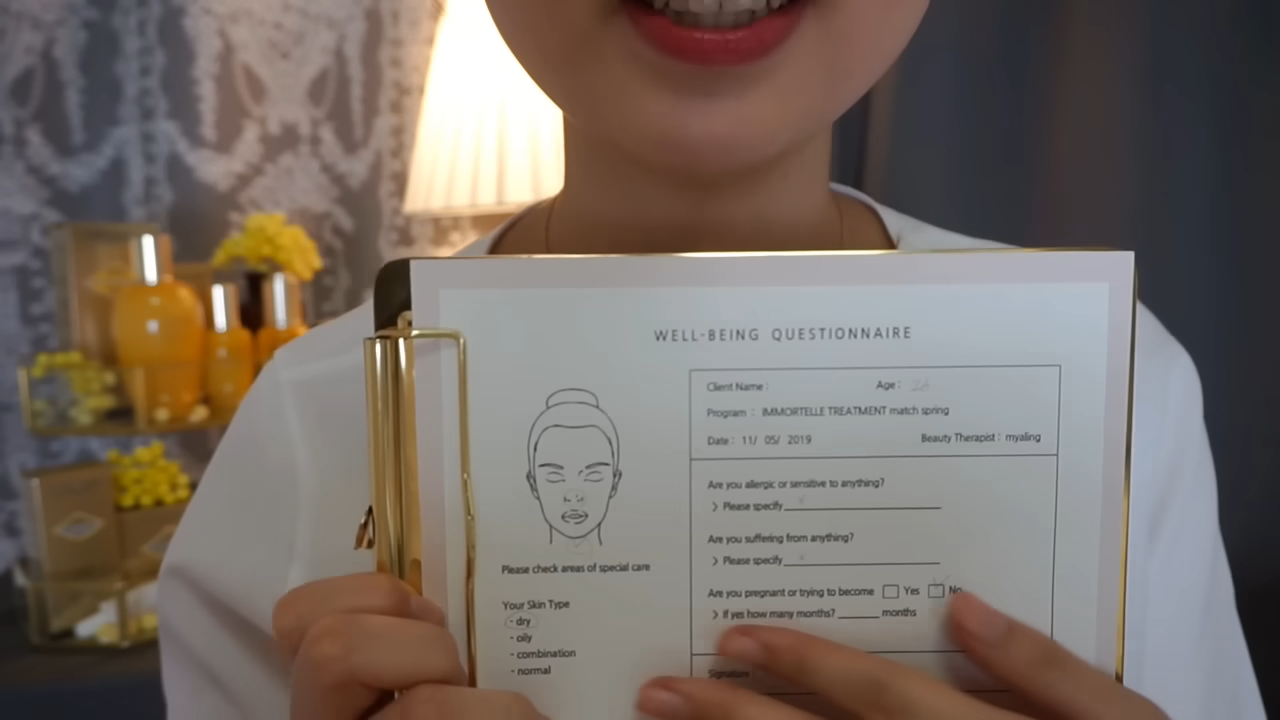 WELL-BEING QUESTIONNAIRE
Client Name :
Age :
Program : IMMORTELLE TREATMENT match spring
Date : 11/ 05/ 2019
Beauty Therapist : myaling
Are you allergic or sensitive to anything?
> Please specify
Are you suffering from anything?
> Please specify
Are you pregnant or trying to become Yes No
> If yes how many months? months
Signature
Please check areas of special care
Your Skin Type
- dry
- oily
- combination
- normal